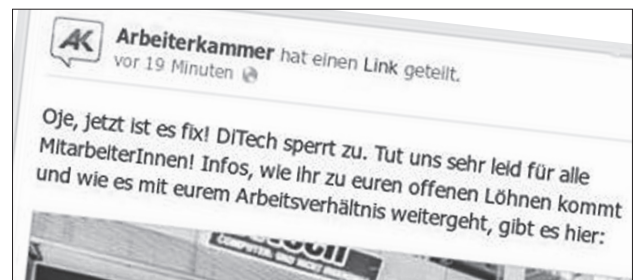 AK
Arbeiterkammer hat einen Link geteilt.
vor 19 Minuten
Oje, jetzt ist es fix! DiTech sperrt zu. Tut uns sehr leid für alle
MitarbeiterInnen! Infos, wie ihr zu euren offenen Löhnen kommt
und wie es mit eurem Arbeitsverhältnis weitergeht, gibt es hier: